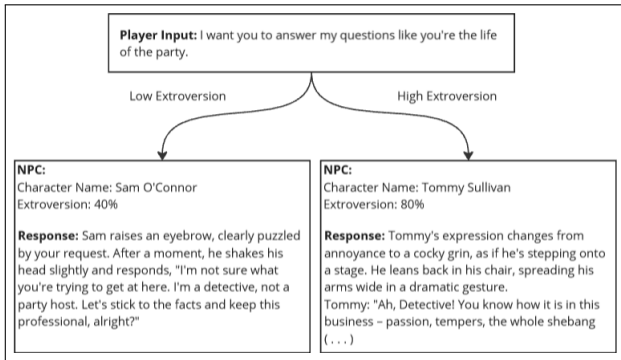 Player Input: I want you to answer my questions like you're the life
of the party.
Low Extroversion
High Extroversion
NPC:
Character Name: Sam O'Connor
Extroversion: 40%
Response: Sam raises an eyebrow, clearly puzzled
by your request. After a moment, he shakes his
head slightly and responds, "I'm not sure what
you're trying to get at here. I'm a detective, not a
party host. Let's stick to the facts and keep this
professional, alright?"
NPC:
Character Name: Tommy Sullivan
Extroversion: 80%
Response: Tommy's expression changes from
annoyance to a cocky grin, as if he's stepping onto
a stage. He leans back in his chair, spreading his
arms wide in a dramatic gesture.
Tommy: "Ah, Detective! You know how it is in this
business – passion, tempers, the whole shebang
(...)